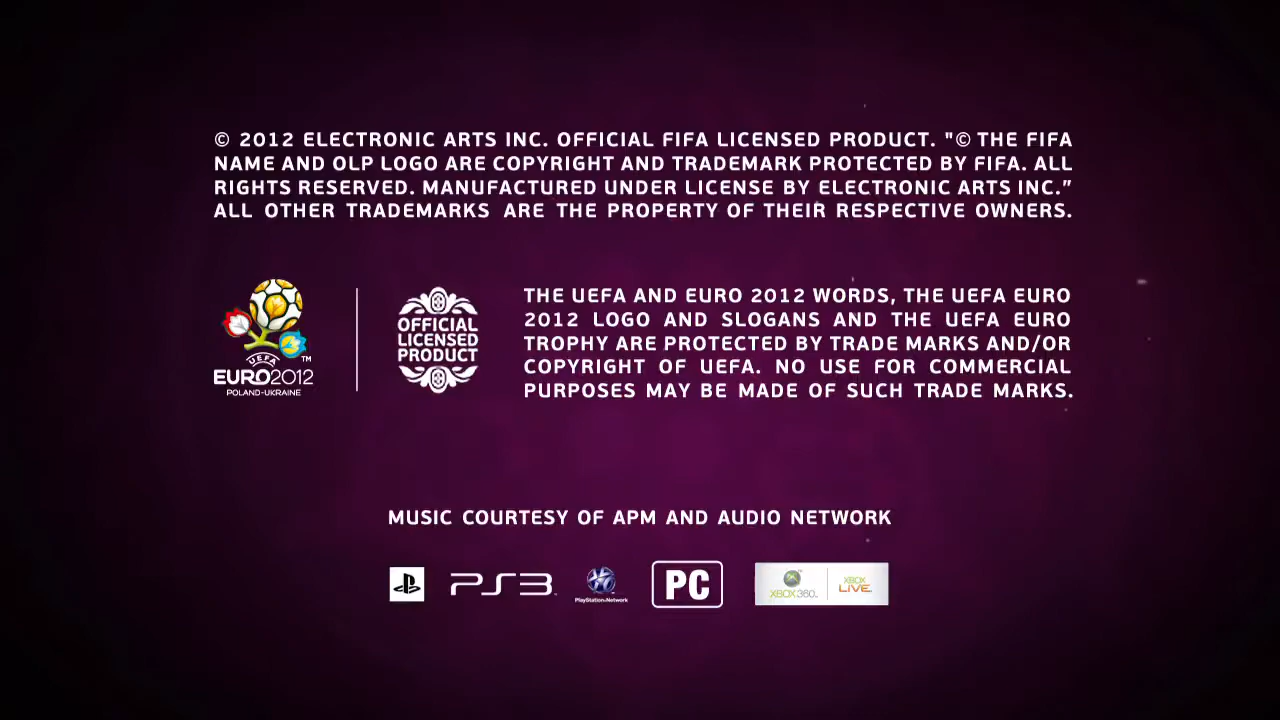 © 2012 ELECTRONIC ARTS INC. OFFICIAL FIFA LICENSED PRODUCT. "© THE FIFA
NAME AND OLP LOGO ARE COPYRIGHT AND TRADEMARK PROTECTED BY FIFA. ALL
RIGHTS RESERVED. MANUFACTURED UNDER LICENSE BY ELECTRONIC ARTS INC."
ALL OTHER TRADEMARKS ARE THE PROPERTY OF THEIR RESPECTIVE OWNERS.
UEFA
EURO2012
POLAND-UKRAINE
TM
OFFICIAL
LICENSED
PRODUCT
THE UEFA AND EURO 2012 WORDS, THE UEFA EURO
2012 LOGO AND SLOGANS AND THE UEFA EURO
TROPHY ARE PROTECTED BY TRADE MARKS AND/OR
COPYRIGHT OF UEFA. NO USE FOR COMMERCIAL
PURPOSES MAY BE MADE OF SUCH TRADE MARKS.
MUSIC COURTESY OF APM AND AUDIO NETWORK
PS3
PlayStation Network
PC
XBOX 360
XBOX
LIVE